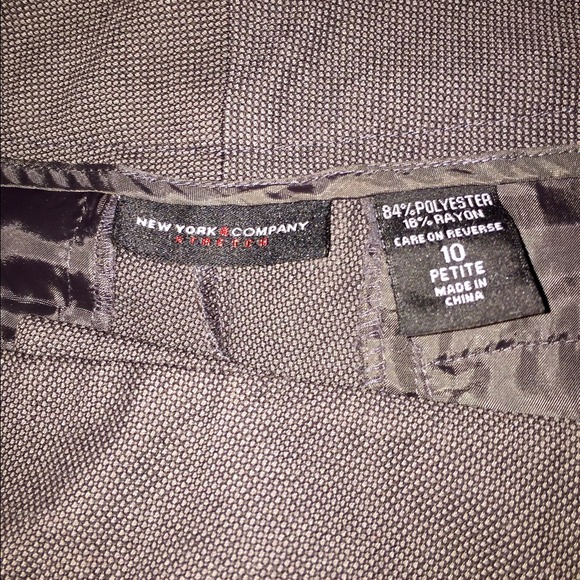 NEW YORK & COMPANY
STRETCH
84% POLYESTER
16% RAYON
CARE ON REVERSE
10
PETITE
MADE IN
CHINA